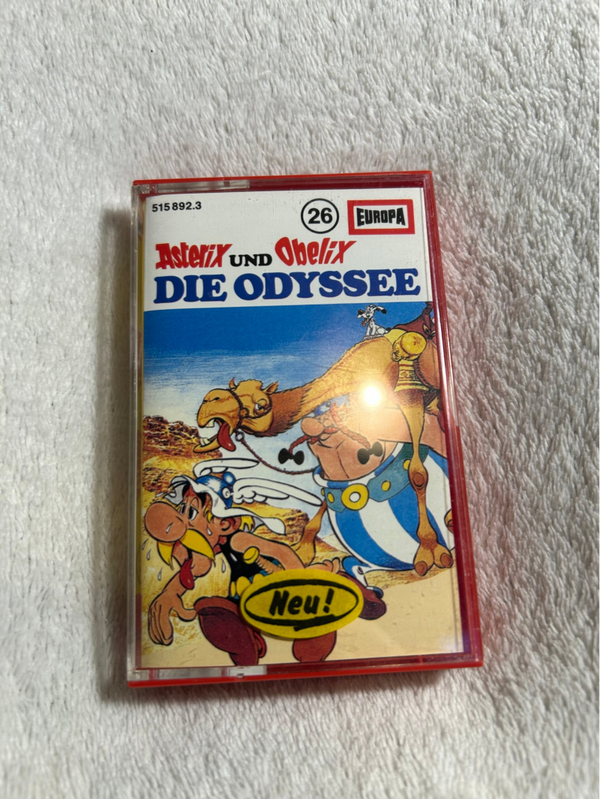 515 892.3
26
EUROPA
Asterix UND Obelix
DIE ODYSSEE
Neu!